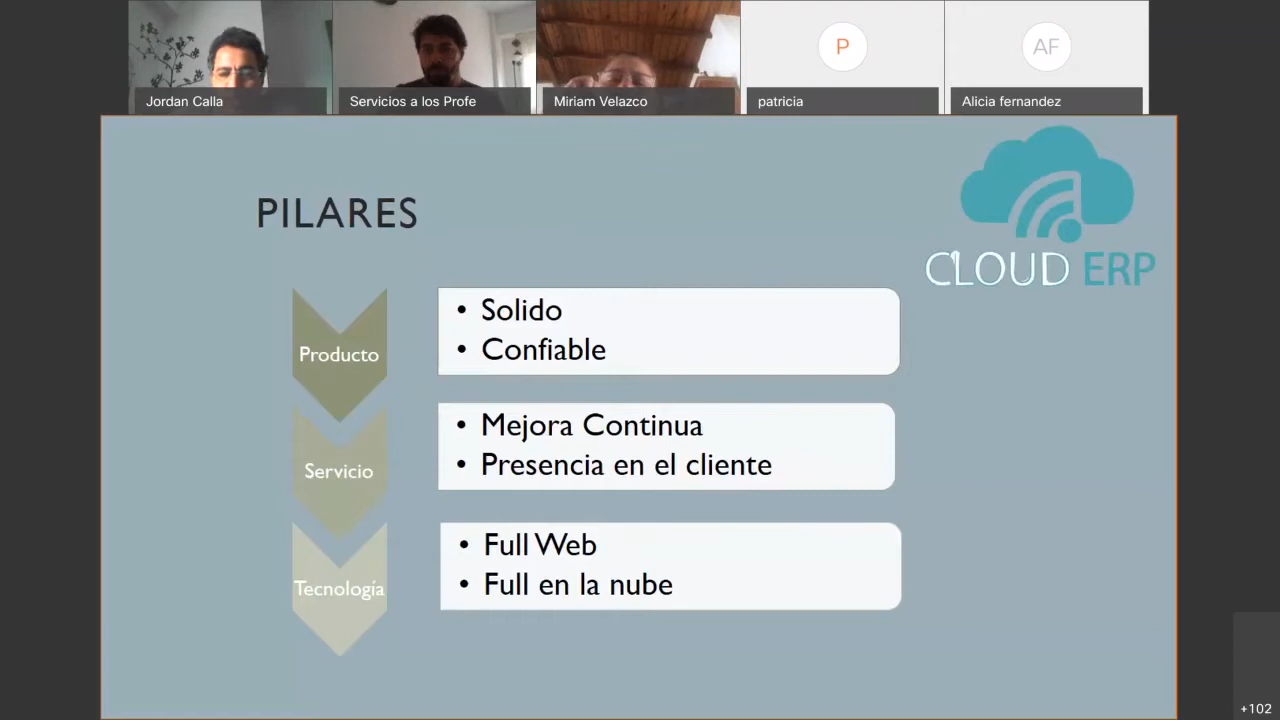 Jordan Calla
Servicios a los Profe
Miriam Velazco
P
patricia
AF
Alicia fernandez
PILARES
CLOUD ERP
Producto
• Solido
• Confiable
Servicio
• Mejora Continua
• Presencia en el cliente
Tecnología
• Full Web
• Full en la nube
+102